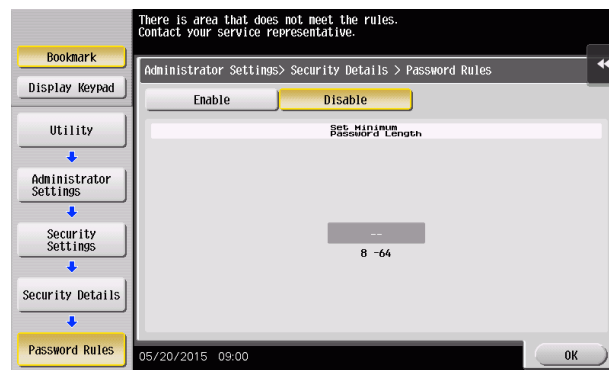 There is area that does not meet the rules.
Contact your service representative.
Bookmark
Display Keypad
Administrator Settings> Security Details > Password Rules
Enable
Disable
Utility
Set Minimum
Password Length
Administrator
Settings
Security
Settings
--
8 -64
Security Details
Password Rules
05/20/2015 09:00
OK